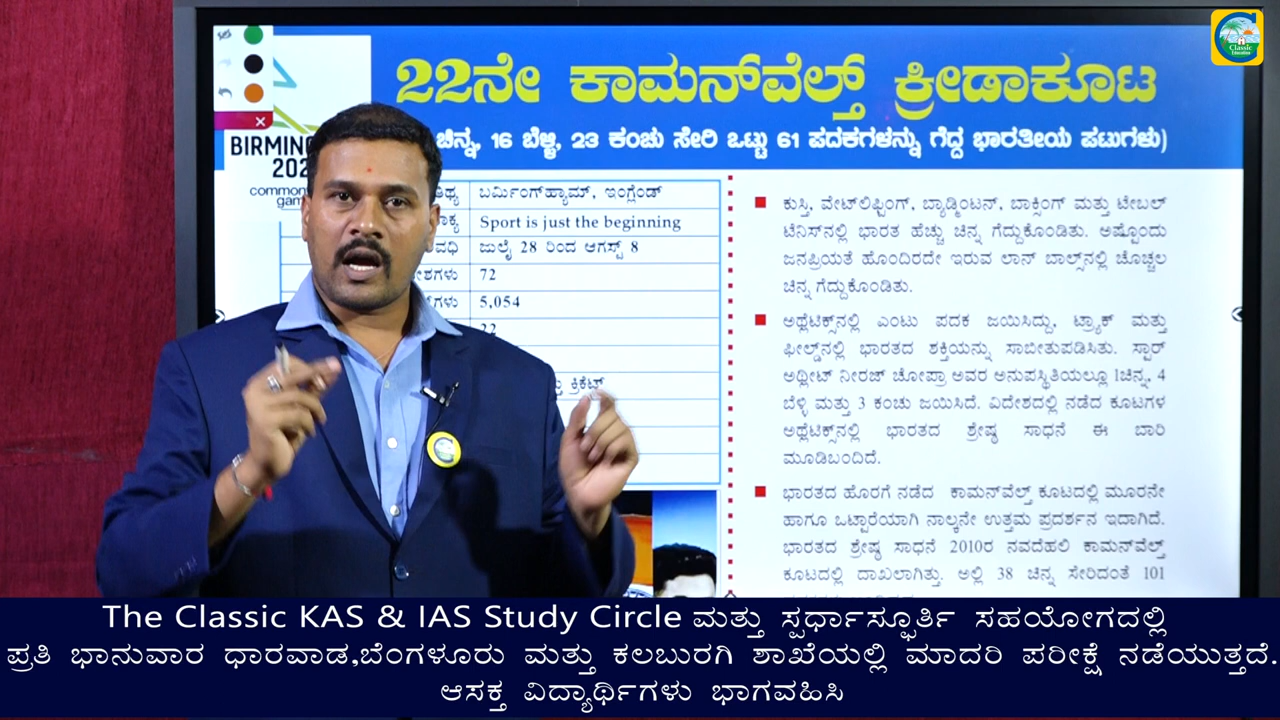 Classic
Education
22ನೇ ಕಾಮನ್‌ವೆಲ್ತ್ ಕ್ರೀಡಾಕೂಟ
ಚಿನ್ನ, 16 ಬೆಳ್ಳಿ, 23 ಕಂಚು ಸೇರಿ ಒಟ್ಟು 61 ಪದಕಗಳನ್ನು ಗೆದ್ದ ಭಾರತೀಯ ಪಟುಗಳು)
ಬರ್ಮಿಂಗ್‌ಹ್ಯಾಮ್, ಇಂಗ್ಲೆಂಡ್
Sport is just the beginning
ಜುಲೈ 28 ರಿಂದ ಆಗಸ್ಟ್ 8
72
5,054
22
ಕ್ರಿಕೆಟ್
ಕುಸ್ತಿ, ವೇಟ್‌ಲಿಫ್ಟಿಂಗ್, ಬ್ಯಾಡ್ಮಿಂಟನ್, ಬಾಕ್ಸಿಂಗ್ ಮತ್ತು ಟೇಬಲ್
ಟೆನಿಸ್‌ನಲ್ಲಿ ಭಾರತ ಹೆಚ್ಚು ಚಿನ್ನ ಗೆದ್ದುಕೊಂಡಿತು. ಅಷ್ಟೊಂದು
ಜನಪ್ರಿಯತೆ ಹೊಂದಿರದೇ ಇರುವ ಲಾನ್ ಬಾಲ್ಸ್‌ನಲ್ಲಿ ಚೊಚ್ಚಲ
ಚಿನ್ನ ಗೆದ್ದುಕೊಂಡಿತು.
ಅಥ್ಲೆಟಿಕ್ಸ್‌ನಲ್ಲಿ ಎಂಟು ಪದಕ ಜಯಿಸಿದ್ದು, ಟ್ರ್ಯಾಕ್ ಮತ್ತು
ಫೀಲ್ಡ್‌ನಲ್ಲಿ ಭಾರತದ ಶಕ್ತಿಯನ್ನು ಸಾಬೀತುಪಡಿಸಿತು. ಸ್ಟಾರ್
ಅಥ್ಲೀಟ್ ನೀರಜ್ ಚೋಪ್ರಾ ಅವರ ಅನುಪಸ್ಥಿತಿಯಲ್ಲೂ 1ಚಿನ್ನ, 4
ಬೆಳ್ಳಿ ಮತ್ತು 3 ಕಂಚು ಜಯಿಸಿದೆ. ವಿದೇಶದಲ್ಲಿ ನಡೆದ ಕೂಟಗಳ
ಅಥ್ಲೆಟಿಕ್ಸ್‌ನಲ್ಲಿ ಭಾರತದ ಶ್ರೇಷ್ಠ ಸಾಧನೆ ಈ ಬಾರಿ
ಮೂಡಿಬಂದಿದೆ.
ಭಾರತದ ಹೊರಗೆ ನಡೆದ ಕಾಮನ್‌ವೆಲ್ತ್ ಕೂಟದಲ್ಲಿ ಮೂರನೇ
ಹಾಗೂ ಒಟ್ಟಾರೆಯಾಗಿ ನಾಲ್ಕನೇ ಉತ್ತಮ ಪ್ರದರ್ಶನ ಇದಾಗಿದೆ.
ಭಾರತದ ಶ್ರೇಷ್ಠ ಸಾಧನೆ 2010ರ ನವದೆಹಲಿ ಕಾಮನ್‌ವೆಲ್ತ್
ಕೂಟದಲ್ಲಿ ದಾಖಲಾಗಿತ್ತು. ಅಲ್ಲಿ 38 ಚಿನ್ನ ಸೇರಿದಂತೆ 101
The Classic KAS & IAS Study Circle ಮತ್ತು ಸ್ಪರ್ಧಾಸ್ಫೂರ್ತಿ ಸಹಯೋಗದಲ್ಲಿ
ಪ್ರತಿ ಭಾನುವಾರ ಧಾರವಾಡ,ಬೆಂಗಳೂರು ಮತ್ತು ಕಲಬುರಗಿ ಶಾಖೆಯಲ್ಲಿ ಮಾದರಿ ಪರೀಕ್ಷೆ ನಡೆಯುತ್ತದೆ.
ಆಸಕ್ತ ವಿದ್ಯಾರ್ಥಿಗಳು ಭಾಗವಹಿಸಿ